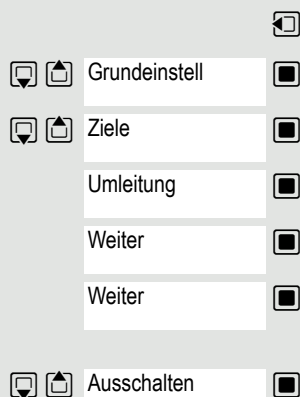 Grundeinstell
Ziele
Umleitung
Weiter
Weiter
Ausschalten